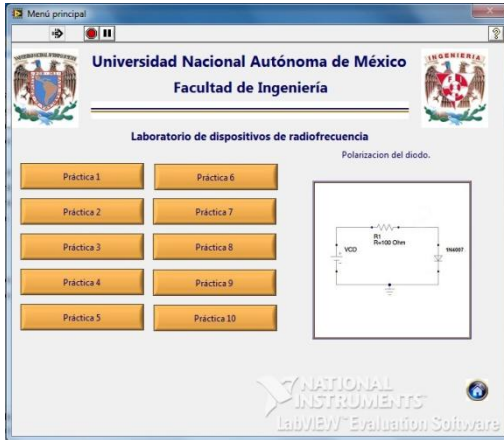 Menú principal
Universidad Nacional Autónoma de México
Facultad de Ingeniería
INGENIERIA
Laboratorio de dispositivos de radiofrecuencia
Polarizacion del diodo.
Práctica 1
Práctica 6
Práctica 2
Práctica 7
Práctica 3
Práctica 8
Práctica 4
Práctica 9
Práctica 5
Práctica 10
R1
R=100 Ohm
VCD
1N4007
NATIONAL
INSTRUMENTS
LabVIEW Evaluation Software